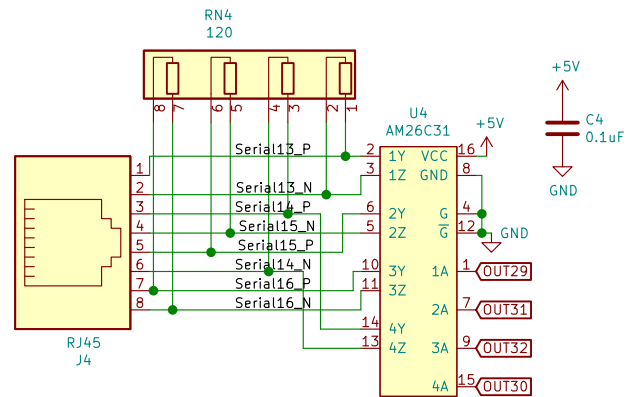 RN4
120
8 7 6 5 4 3 2 1
+5V
C4
0.1uF
GND
U4
AM26C31
+5V
Serial13_P
2 1Y VCC 16
1
Serial13_N
3 1Z GND 8
2
Serial14_P
3
6 2Y G 4
Serial15_N
4
5 2Z G 12 GND
Serial15_P
5
Serial14_N
6
10 3Y 1A 1 OUT29
Serial16_P
7
11 3Z
Serial16_N
8
2A 7 OUT31
14 4Y
13 4Z 3A 9 OUT32
4A 15 OUT30
RJ45
J4